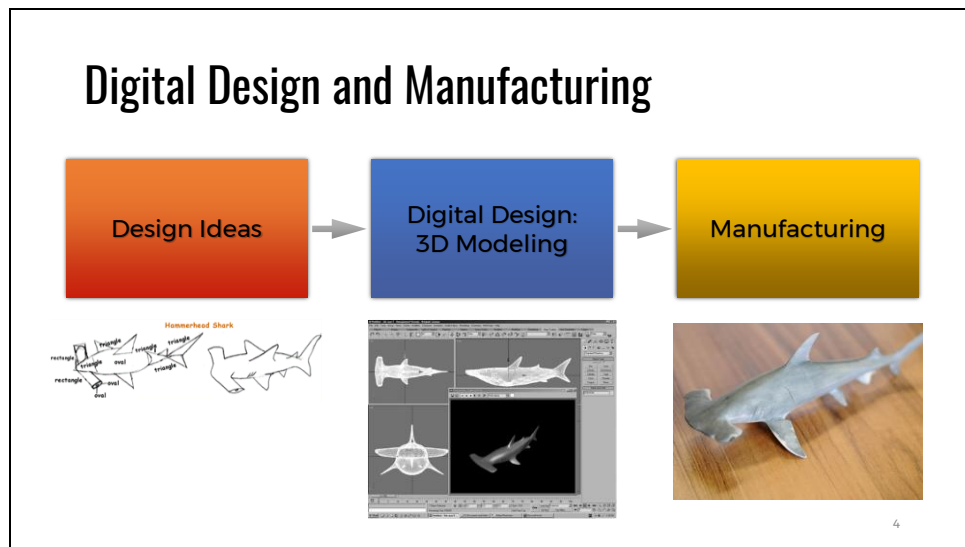 Digital Design and Manufacturing
Design Ideas
Digital Design:
3D Modeling
Manufacturing
Hammerhead Shark
triangle
triangle
rectangle
triangle
oval
triangle
triangle
rectangle
oval
oval
4